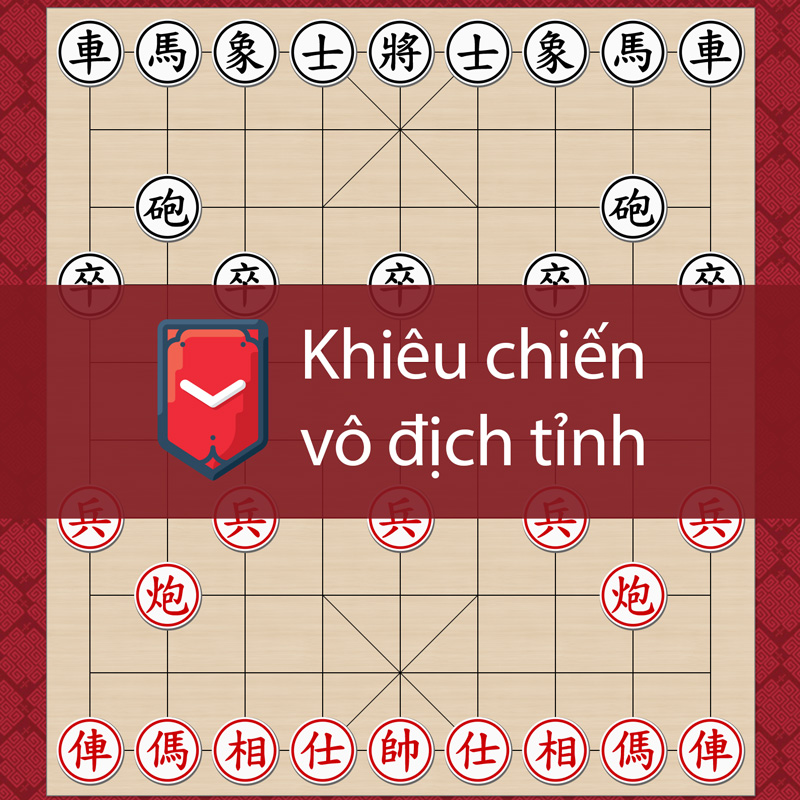 車馬象士將士象馬車
砲 砲
卒 卒 卒 卒 卒
Khiêu chiến
vô địch tỉnh
兵 兵 兵 兵 兵
炮 炮
俥傌相仕帥仕相傌俥